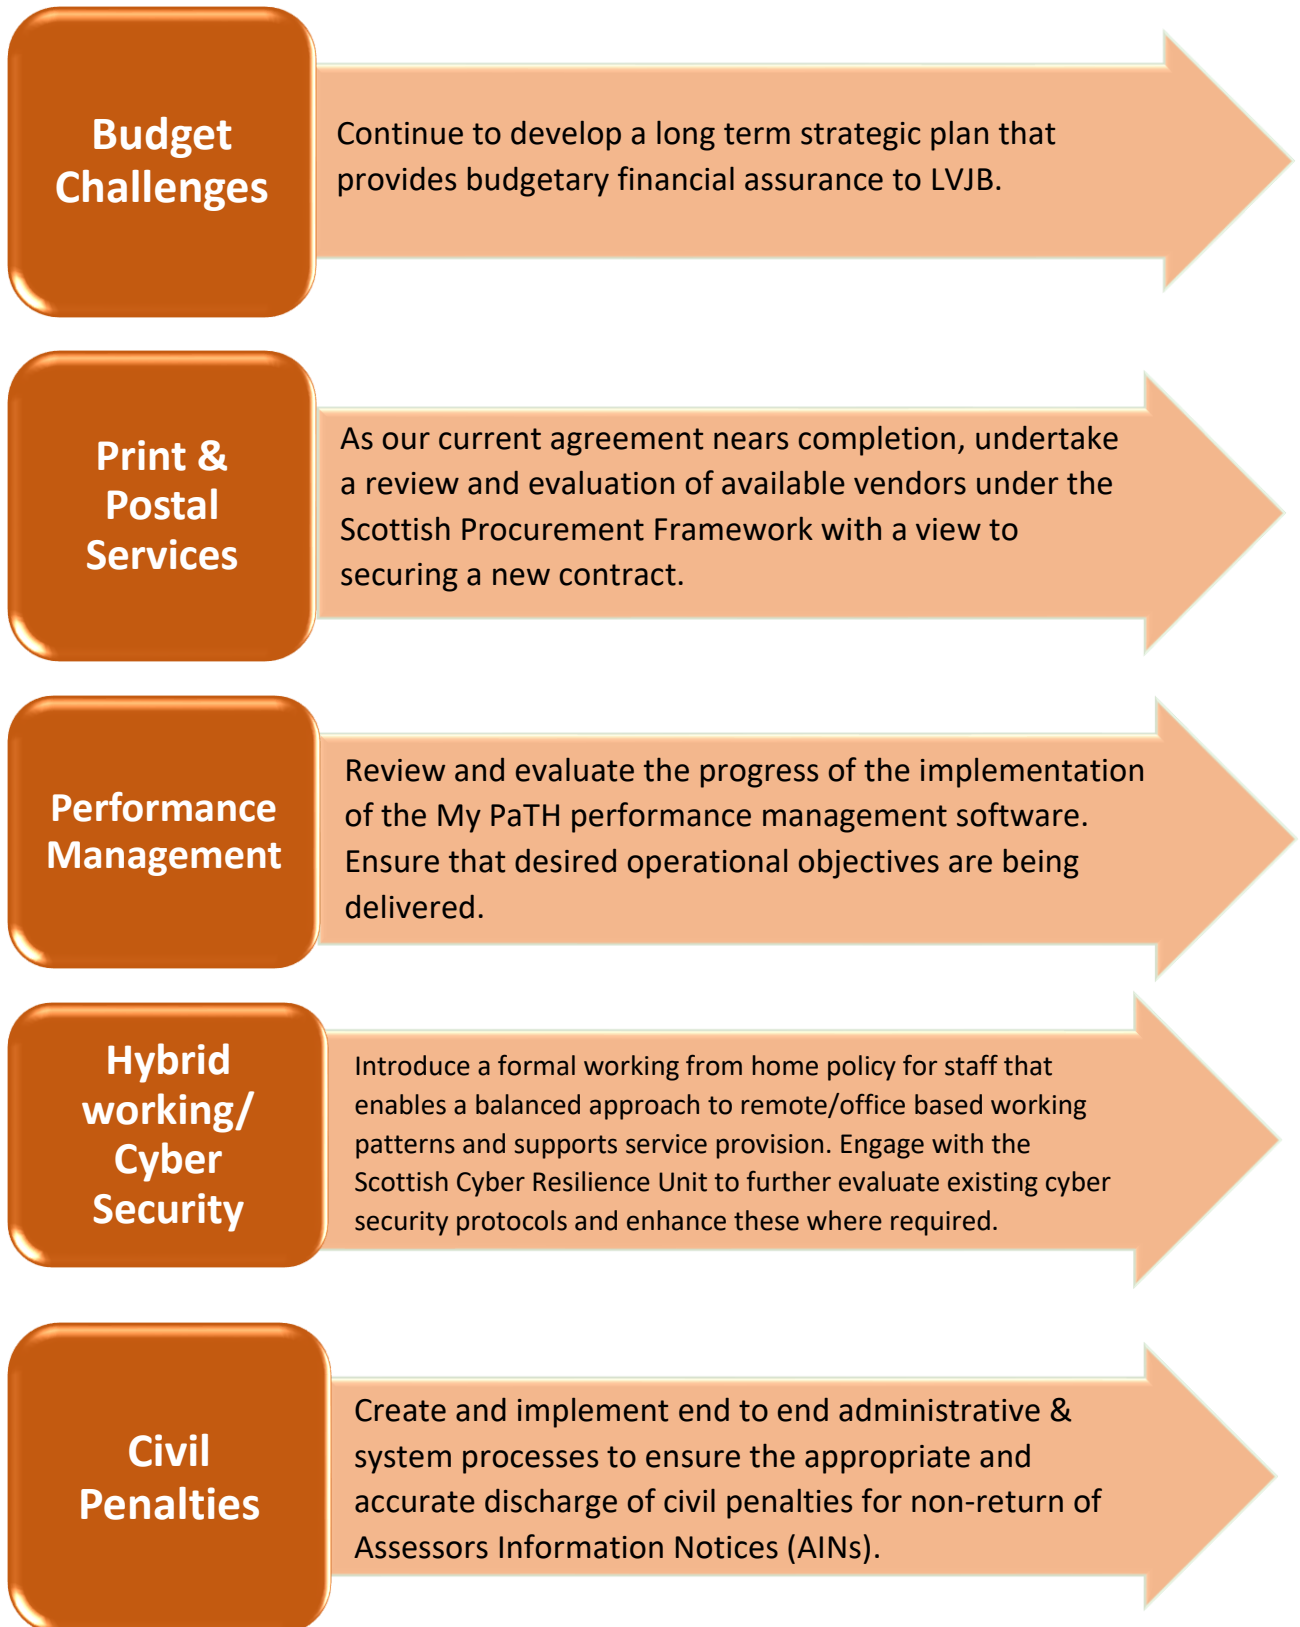 Budget
Challenges
Continue to develop a long term strategic plan that
provides budgetary financial assurance to LVJB.
Print &
Postal
Services
As our current agreement nears completion, undertake
a review and evaluation of available vendors under the
Scottish Procurement Framework with a view to
securing a new contract.
Performance
Management
Review and evaluate the progress of the implementation
of the My PaTH performance management software.
Ensure that desired operational objectives are being
delivered.
Hybrid
working/
Cyber
Security
Introduce a formal working from home policy for staff that
enables a balanced approach to remote/office based working
patterns and supports service provision. Engage with the
Scottish Cyber Resilience Unit to further evaluate existing cyber
security protocols and enhance these where required.
Civil
Penalties
Create and implement end to end administrative &
system processes to ensure the appropriate and
accurate discharge of civil penalties for non-return of
Assessors Information Notices (AINs).